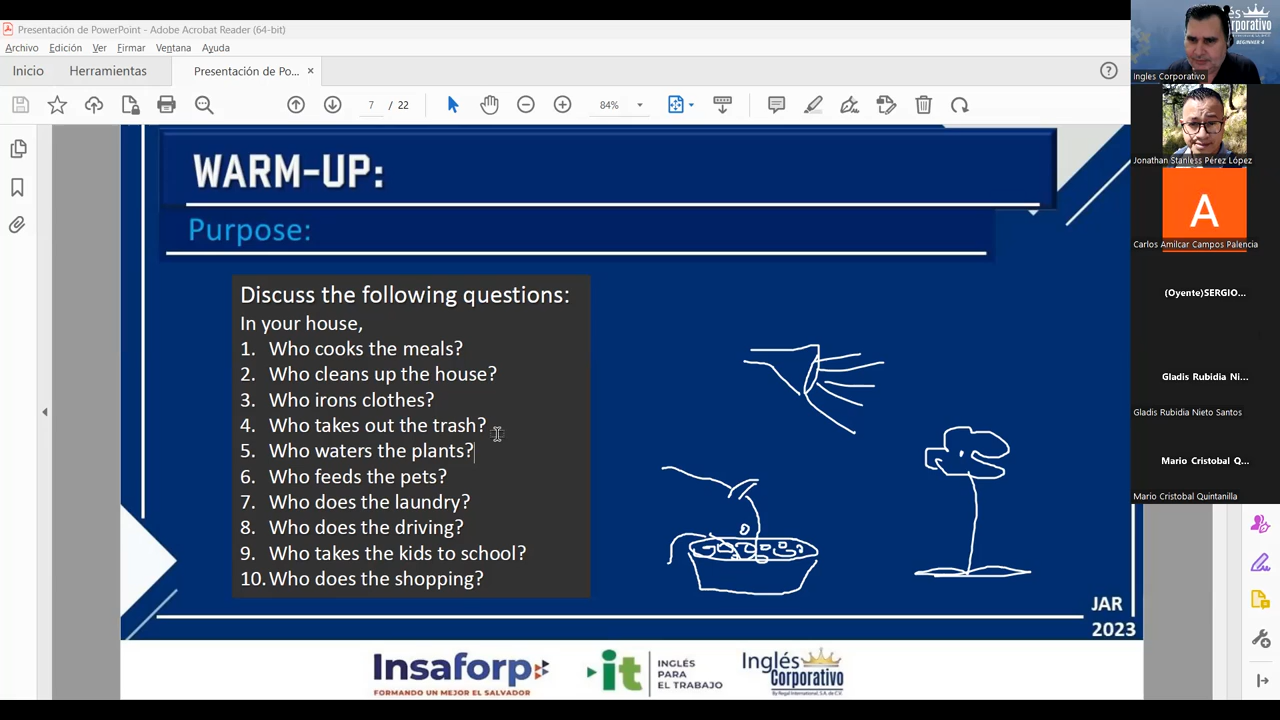 Presentación de PowerPoint - Adobe Acrobat Reader (64-bit)
Archivo Edición Ver Firmar Ventana Ayuda
Inicio Herramientas Presentación de Po... ×
7 / 22 84%
WARM-UP:
Purpose:
Discuss the following questions:
In your house,
1. Who cooks the meals?
2. Who cleans up the house?
3. Who irons clothes?
4. Who takes out the trash?
5. Who waters the plants?
6. Who feeds the pets?
7. Who does the laundry?
8. Who does the driving?
9. Who takes the kids to school?
10. Who does the shopping?
JAR
2023
Insaforp
FORMANDO UN MEJOR EL SALVADOR
it
INGLÉS
PARA
EL TRABAJO
Inglés
Corporativo
By Regal International, S.A. de C.V.
BEGINNER 4
Ingles Corporativo
Jonathan Stanless Pérez López
A
Carlos Amilcar Campos Palencia
(Oyente)SERGIO...
Gladis Rubidia Ni...
Gladis Rubidia Nieto Santos
Mario Cristobal Q...
Mario Cristobal Quintanilla